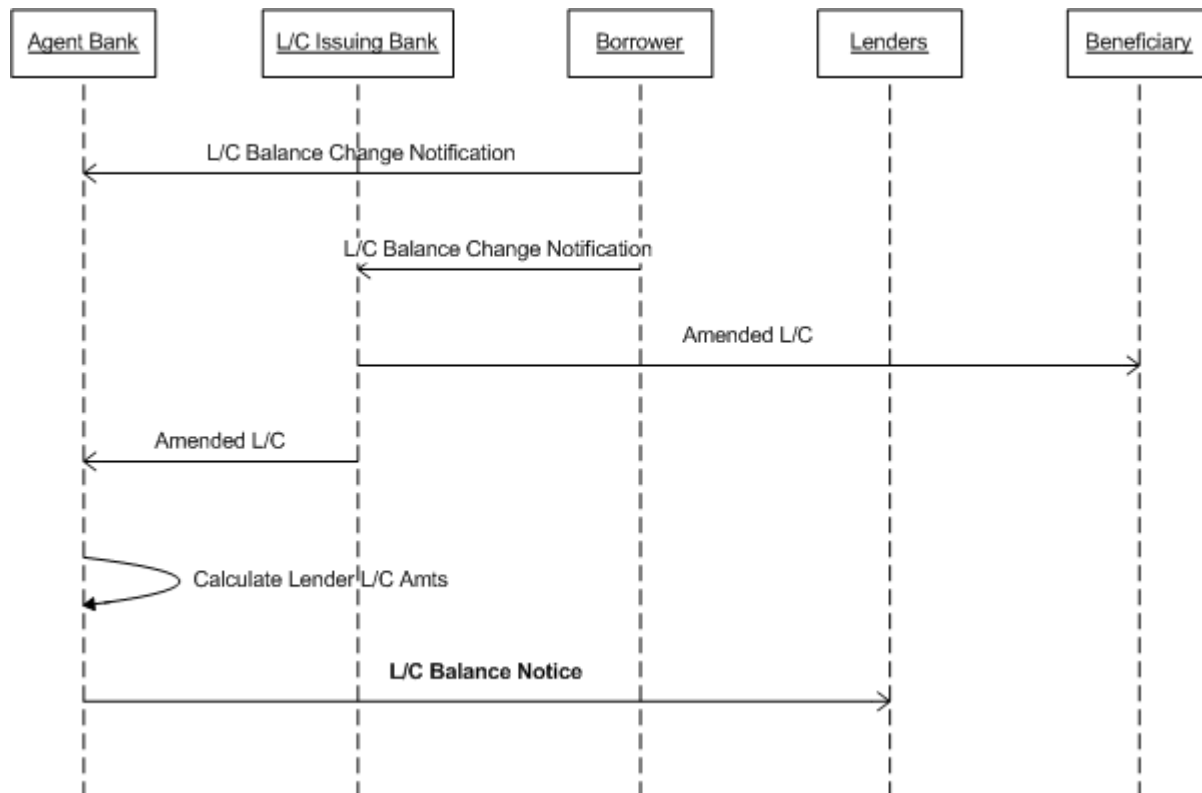 Agent Bank
L/C Issuing Bank
Borrower
Lenders
Beneficiary
L/C Balance Change Notification
L/C Balance Change Notification
Amended L/C
Amended L/C
Calculate Lender L/C Amts
L/C Balance Notice